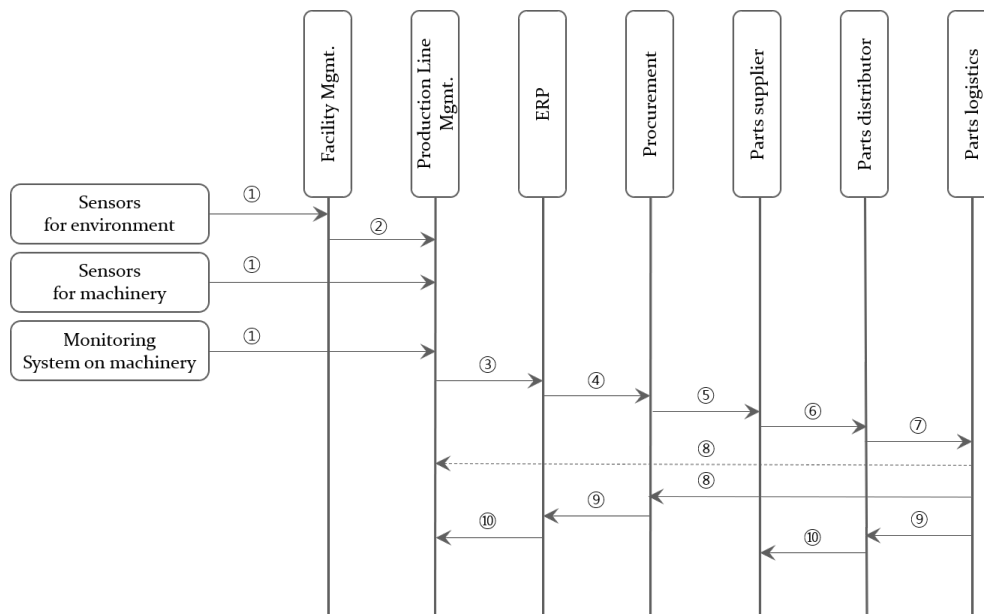 Facility Mgmt.
Production Line
Mgmt.
ERP
Procurement
Parts supplier
Parts distributor
Parts logistics
Sensors
for environment
①
②
Sensors
for machinery
①
Monitoring
System on machinery
①
③
④
⑤
⑥
⑦
⑧
⑧
⑨
⑨
⑩
⑩